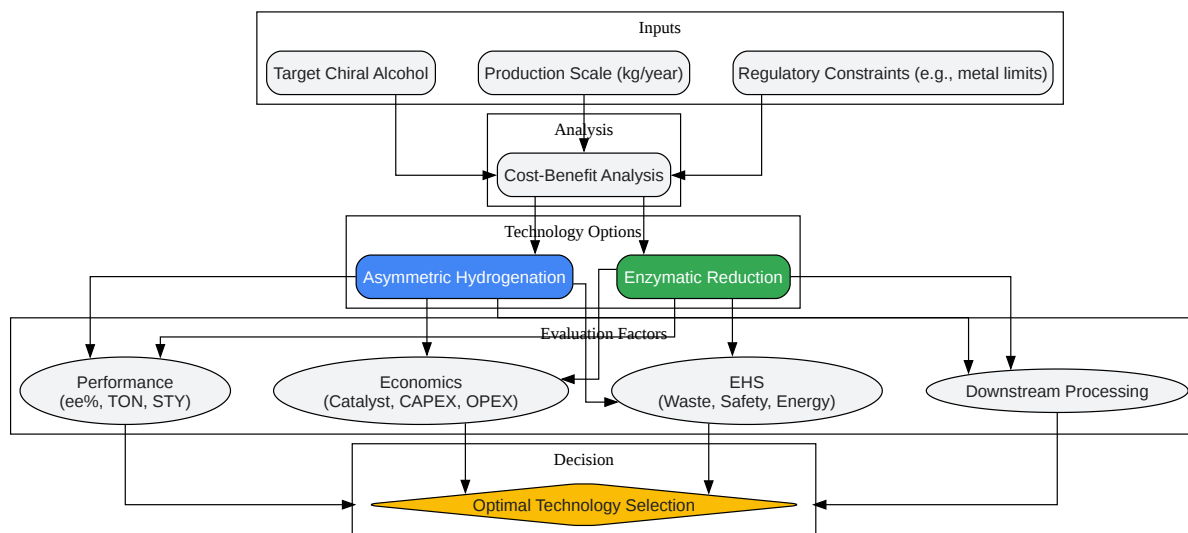 Inputs
Target Chiral Alcohol
Production Scale (kg/year)
Regulatory Constraints (e.g., metal limits)
Analysis
Cost-Benefit Analysis
Technology Options
Asymmetric Hydrogenation
Enzymatic Reduction
Evaluation Factors
Performance
(ee%, TON, STY)
Economics
(Catalyst, CAPEX, OPEX)
EHS
(Waste, Safety, Energy)
Downstream Processing
Decision
Optimal Technology Selection